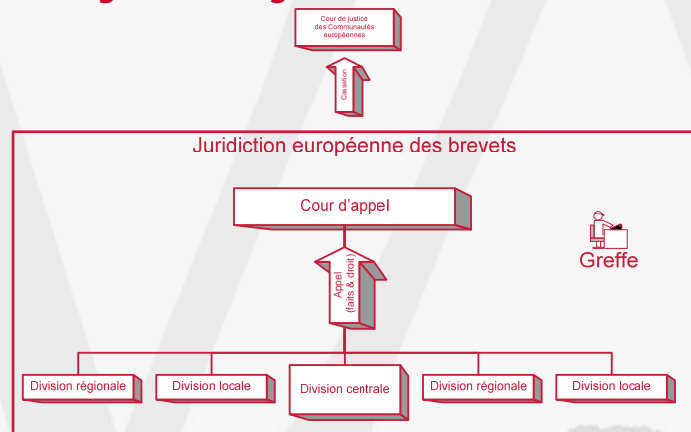 Cour de justice
des Communautés
européennes
Cassation
Juridiction européenne des brevets
Cour d'appel
Greffe
Appel
(faits & droit)
Division régionale
Division locale
Division centrale
Division régionale
Division locale